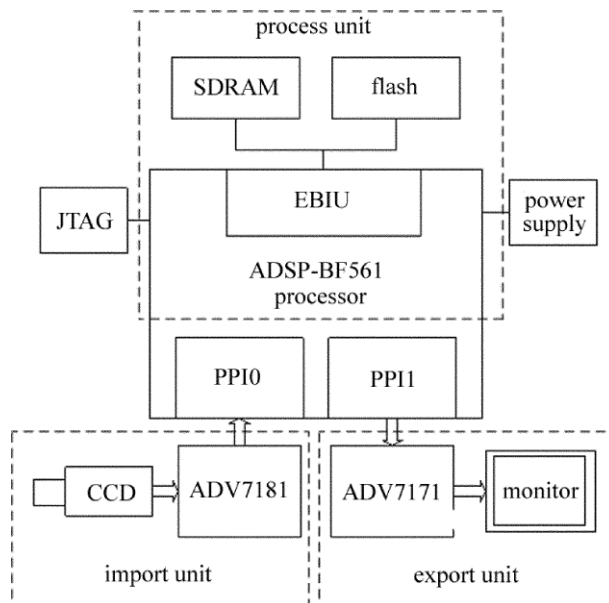 process unit
SDRAM
flash
EBIU
JTAG
power
supply
ADSP-BF561
processor
PPI0
PPI1
CCD
ADV7181
ADV7171
monitor
import unit
export unit